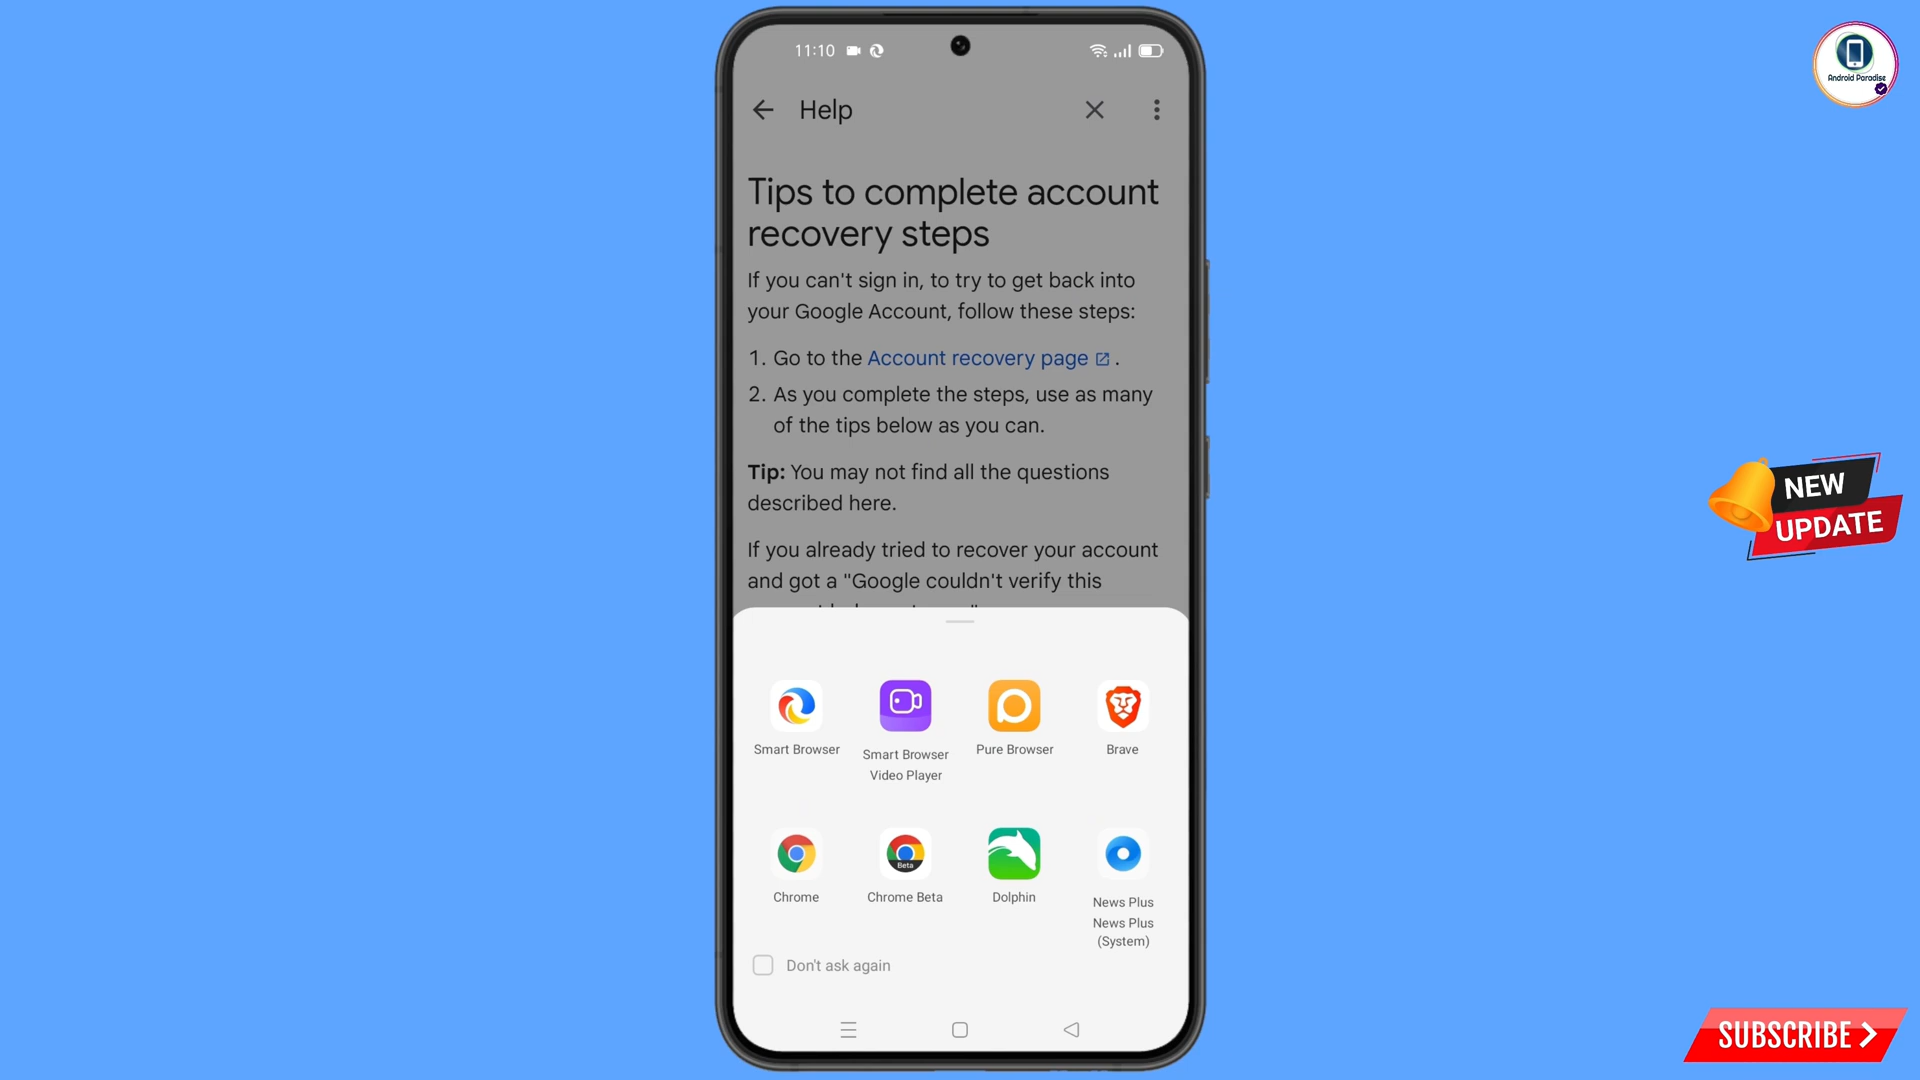 11:10
Android Paradise
Help
Tips to complete account
recovery steps
If you can't sign in, to try to get back into
your Google Account, follow these steps:
1. Go to the Account recovery page .
2. As you complete the steps, use as many
of the tips below as you can.
Tip: You may not find all the questions
described here.
If you already tried to recover your account
and got a "Google couldn't verify this
NEW
UPDATE
Smart Browser
Smart Browser
Video Player
Pure Browser
Brave
Beta
Chrome
Chrome Beta
Dolphin
News Plus
News Plus
(System)
Don't ask again
SUBSCRIBE